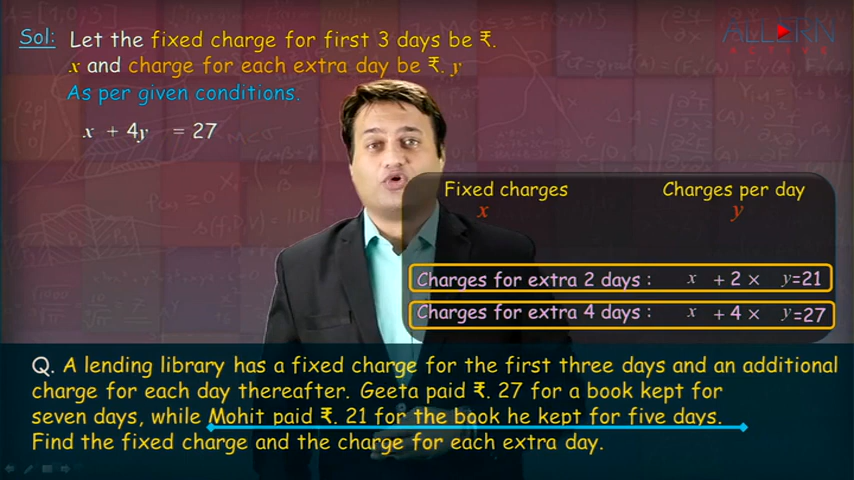 Sol: Let the fixed charge for first 3 days be ₹.
x and charge for each extra day be ₹. y
As per given conditions.
x + 4y = 27
Fixed charges Charges per day
x y
Charges for extra 2 days : x + 2 × y=21
Charges for extra 4 days : x + 4 × y=27
Q. A lending library has a fixed charge for the first three days and an additional
charge for each day thereafter. Geeta paid ₹. 27 for a book kept for
seven days, while Mohit paid ₹. 21 for the book he kept for five days.
Find the fixed charge and the charge for each extra day.